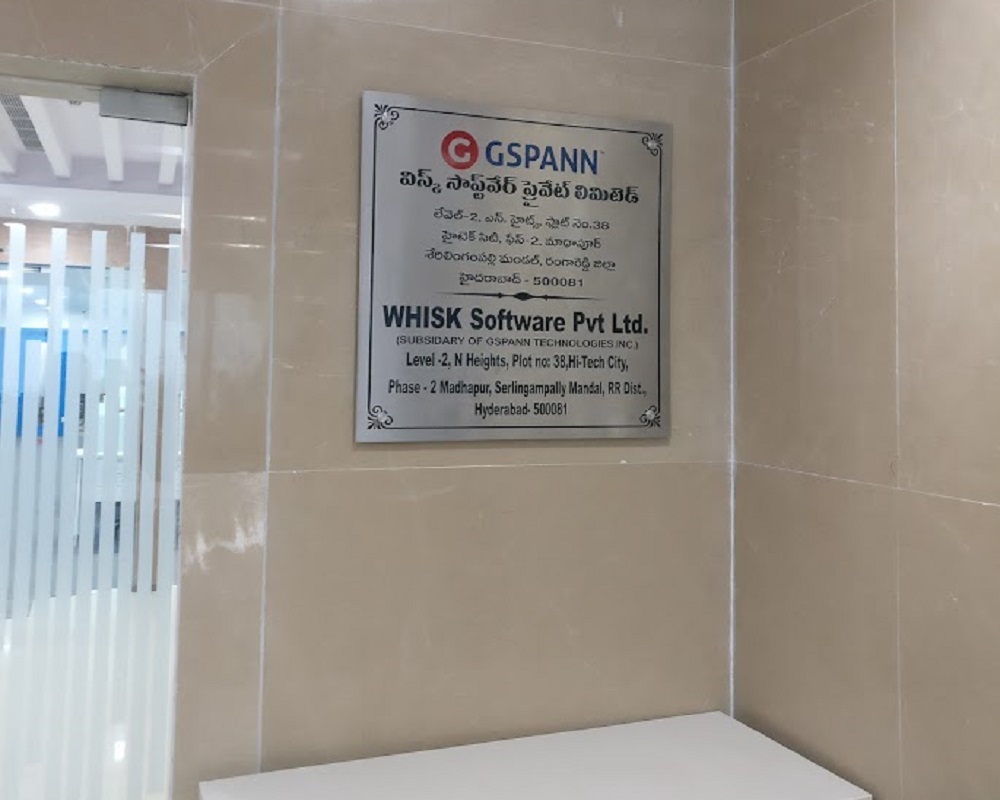 G GSPANN™
విస్క్ సాఫ్ట్‌వేర్ ప్రైవేట్ లిమిటెడ్
లేవెల్-2, ఎన్. హైట్స్, ప్లాట్ నెం.38
హైటెక్ సిటీ, ఫేస్-2, మాధాపూర్
శేరిలింగంపల్లి మండల్, రంగారెడ్డి జిల్లా
హైదరాబాద్ - 500081
WHISK Software Pvt Ltd.
(SUBSIDARY OF GSPANN TECHNOLOGIES INC.)
Level -2, N Heights, Plot no: 38,Hi-Tech City,
Phase - 2 Madhapur, Serlingampally Mandal, RR Dist.,
Hyderabad- 500081